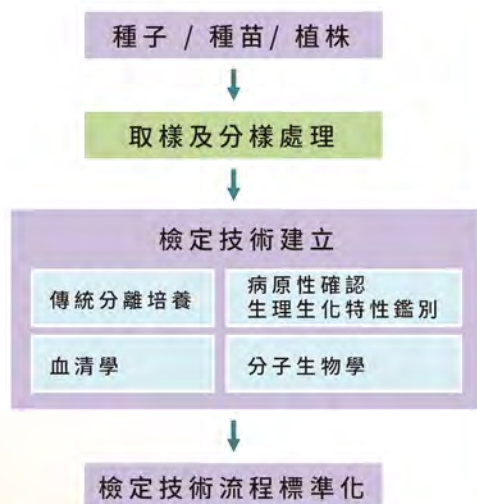 種子 / 種苗/ 植株
取樣及分樣處理
檢定技術建立
傳統分離培養
病原性確認
生理生化特性鑑別
血清學
分子生物學
檢定技術流程標準化